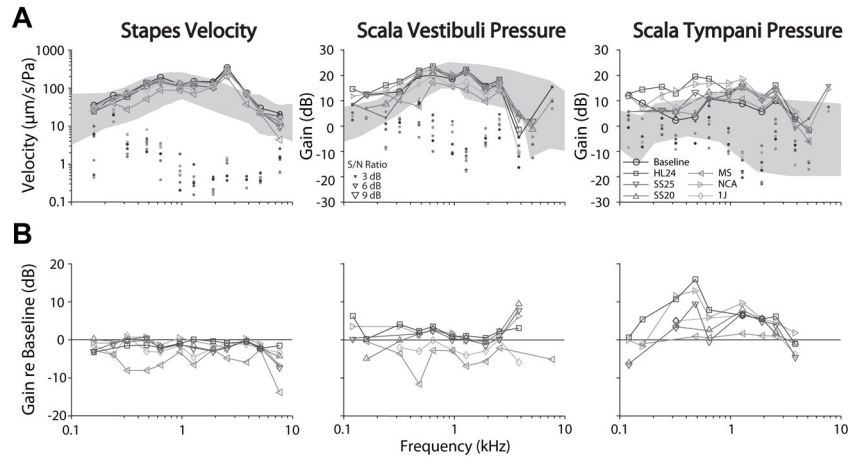 A
Stapes Velocity
Scala Vestibuli Pressure
Scala Tympani Pressure
Velocity (μm/s/Pa)
1000
100
10
1
0.1
Gain (dB)
30
20
10
0
-10
-20
-30
S/N Ratio
3 dB
6 dB
9 dB
Gain (dB)
30
20
10
0
-10
-20
-30
Baseline
HL24
SS25
SS20
MS
NCA
1J
B
Gain re Baseline (dB)
20
10
0
-10
-20
0.1
1
10
0.1
1
10
0.1
1
10
Frequency (kHz)